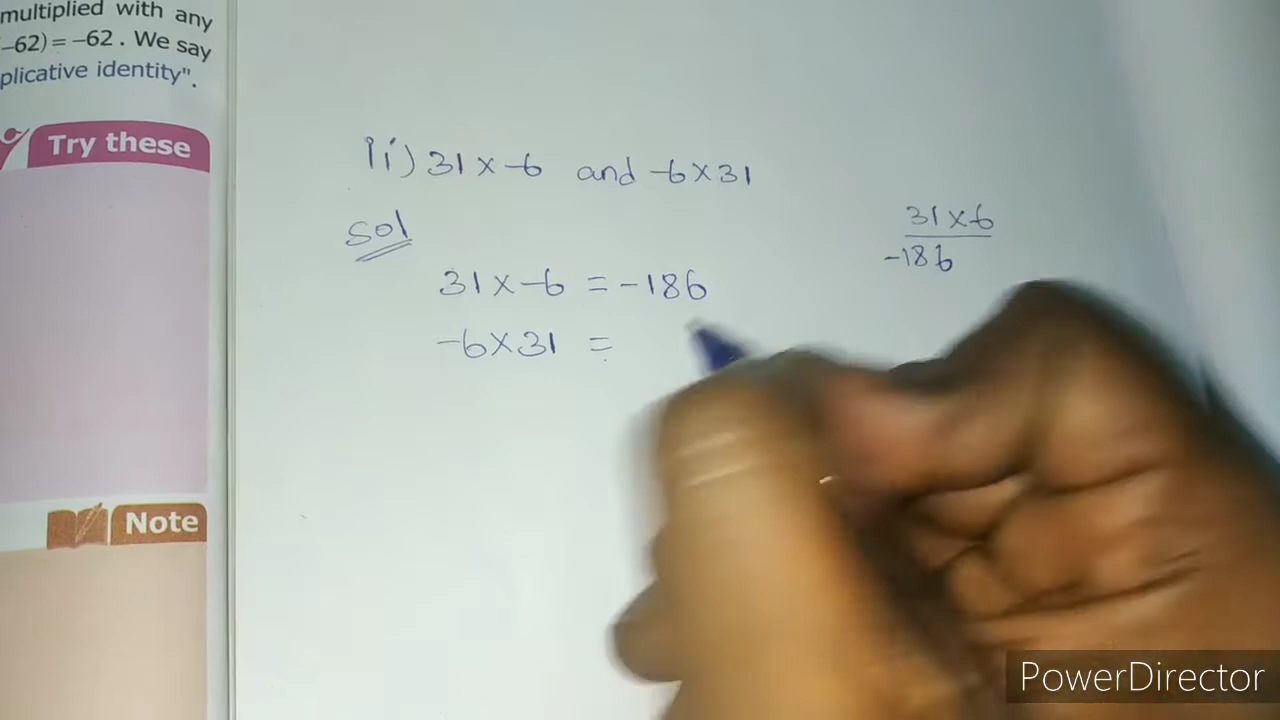 multiplied with any
–62) = –62 . We say
plicative identity".
Try these
Note
ii) 31 × -6 and -6 × 31
Sol
31 × -6 = -186
-6 × 31 =
31 × 6
-186
PowerDirector